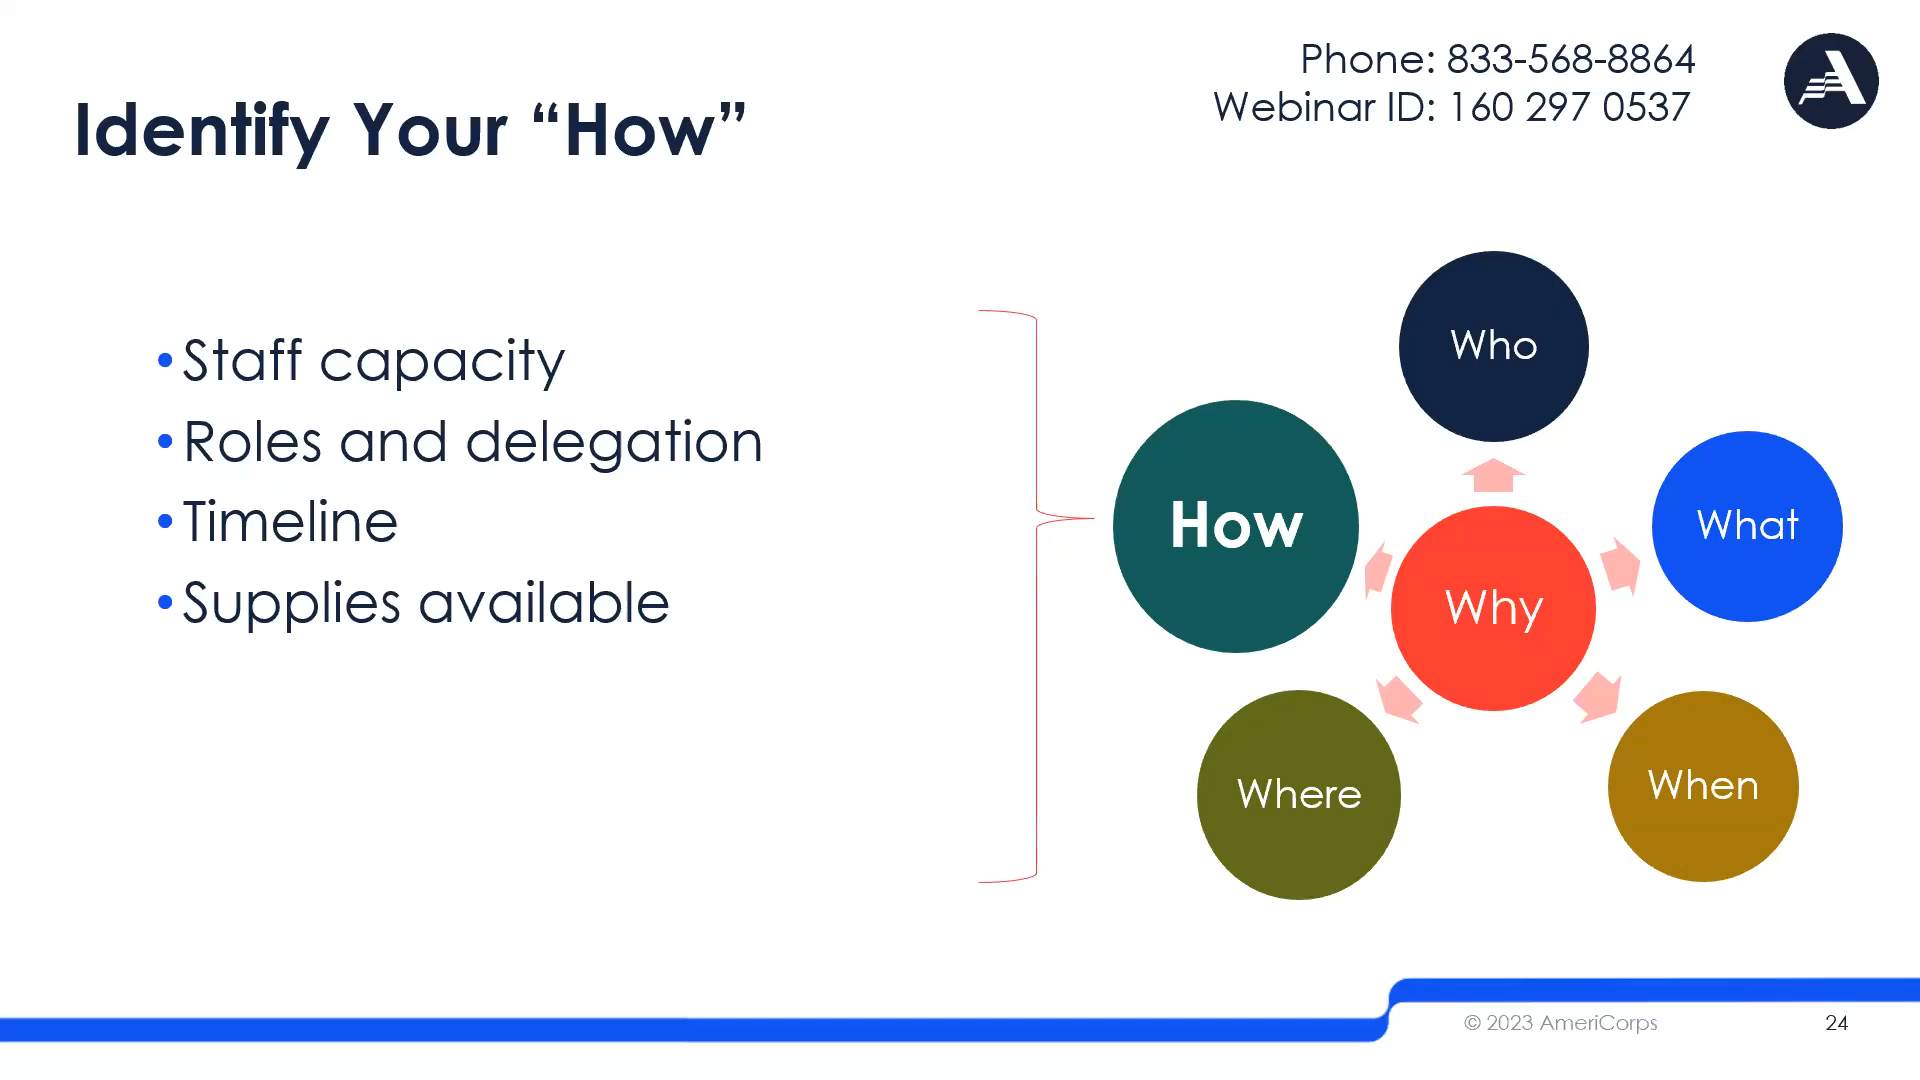 Phone: 833-568-8864
Webinar ID: 160 297 0537
Identify Your “How”
•Staff capacity
•Roles and delegation
•Timeline
•Supplies available
Who
How
What
Why
Where
When
© 2023 AmeriCorps
24